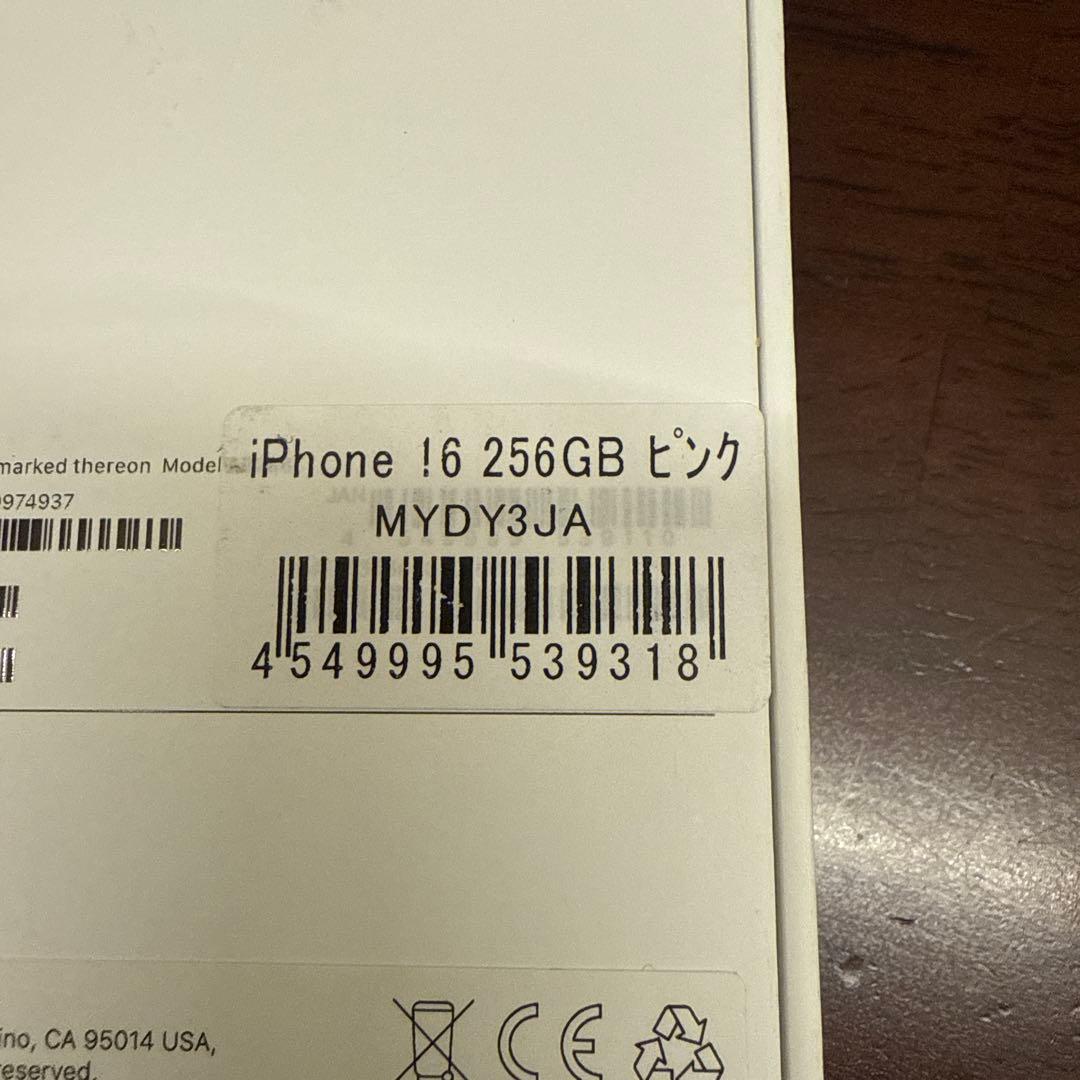 marked thereon Model
974937
iPhone !6 256GB ピンク
MYDY3JA
4 549995 539318
ino, CA 95014 USA,
eserved.